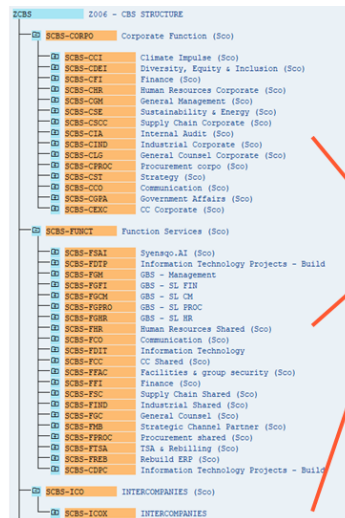 ZCBS Z006 - CBS STRUCTURE
SCBS-CORPO Corporate Function (Sco)
SCBS-CCI Climate Impulse (Sco)
SCBS-CDEI Diversity, Equity & Inclusion (Sco)
SCBS-CFI Finance (Sco)
SCBS-CHR Human Resources Corporate (Sco)
SCBS-CGM General Management (Sco)
SCBS-CSE Sustainability & Energy (Sco)
SCBS-CSCC Supply Chain Corporate (Sco)
SCBS-CIA Internal Audit (Sco)
SCBS-CIND Industrial Corporate (Sco)
SCBS-CLG General Counsel Corporate (Sco)
SCBS-CPROC Procurement corpo (Sco)
SCBS-CST Strategy (Sco)
SCBS-CCO Communication (Sco)
SCBS-CGPA Government Affairs (Sco)
SCBS-CEXC CC Corporate (Sco)
SCBS-FUNCT Function Services (Sco)
SCBS-FSAI Syensqo.AI (Sco)
SCBS-FDTP Information Technology Projects - Build
SCBS-FGM GBS - Management
SCBS-FGFI GBS - SL FIN
SCBS-FGCM GBS - SL CM
SCBS-FGPRO GBS - SL PROC
SCBS-FGHR GBS - SL HR
SCBS-FHR Human Resources Shared (Sco)
SCBS-FCO Communication (Sco)
SCBS-FDIT Information Technology
SCBS-FCC CC Shared (Sco)
SCBS-FFAC Facilities & group security (Sco)
SCBS-FFI Finance (Sco)
SCBS-FSC Supply Chain Shared (Sco)
SCBS-FIND Industrial Shared (Sco)
SCBS-FGC General Counsel (Sco)
SCBS-FMB Strategic Channel Partner (Sco)
SCBS-FPROC Procurement shared (Sco)
SCBS-FTSA TSA & Rebilling (Sco)
SCBS-FREB Rebuild ERP (Sco)
SCBS-CDPC Information Technology Projects - Build
SCBS-ICO INTERCOMPANIES (Sco)
SCBS-ICOX INTERCOMPANIES